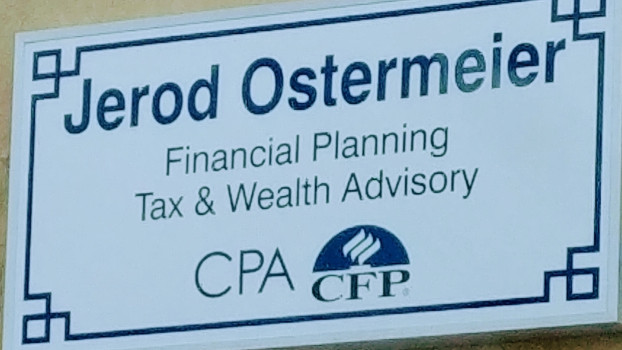 Jerod Ostermeier
Financial Planning
Tax & Wealth Advisory
CPA CFP®